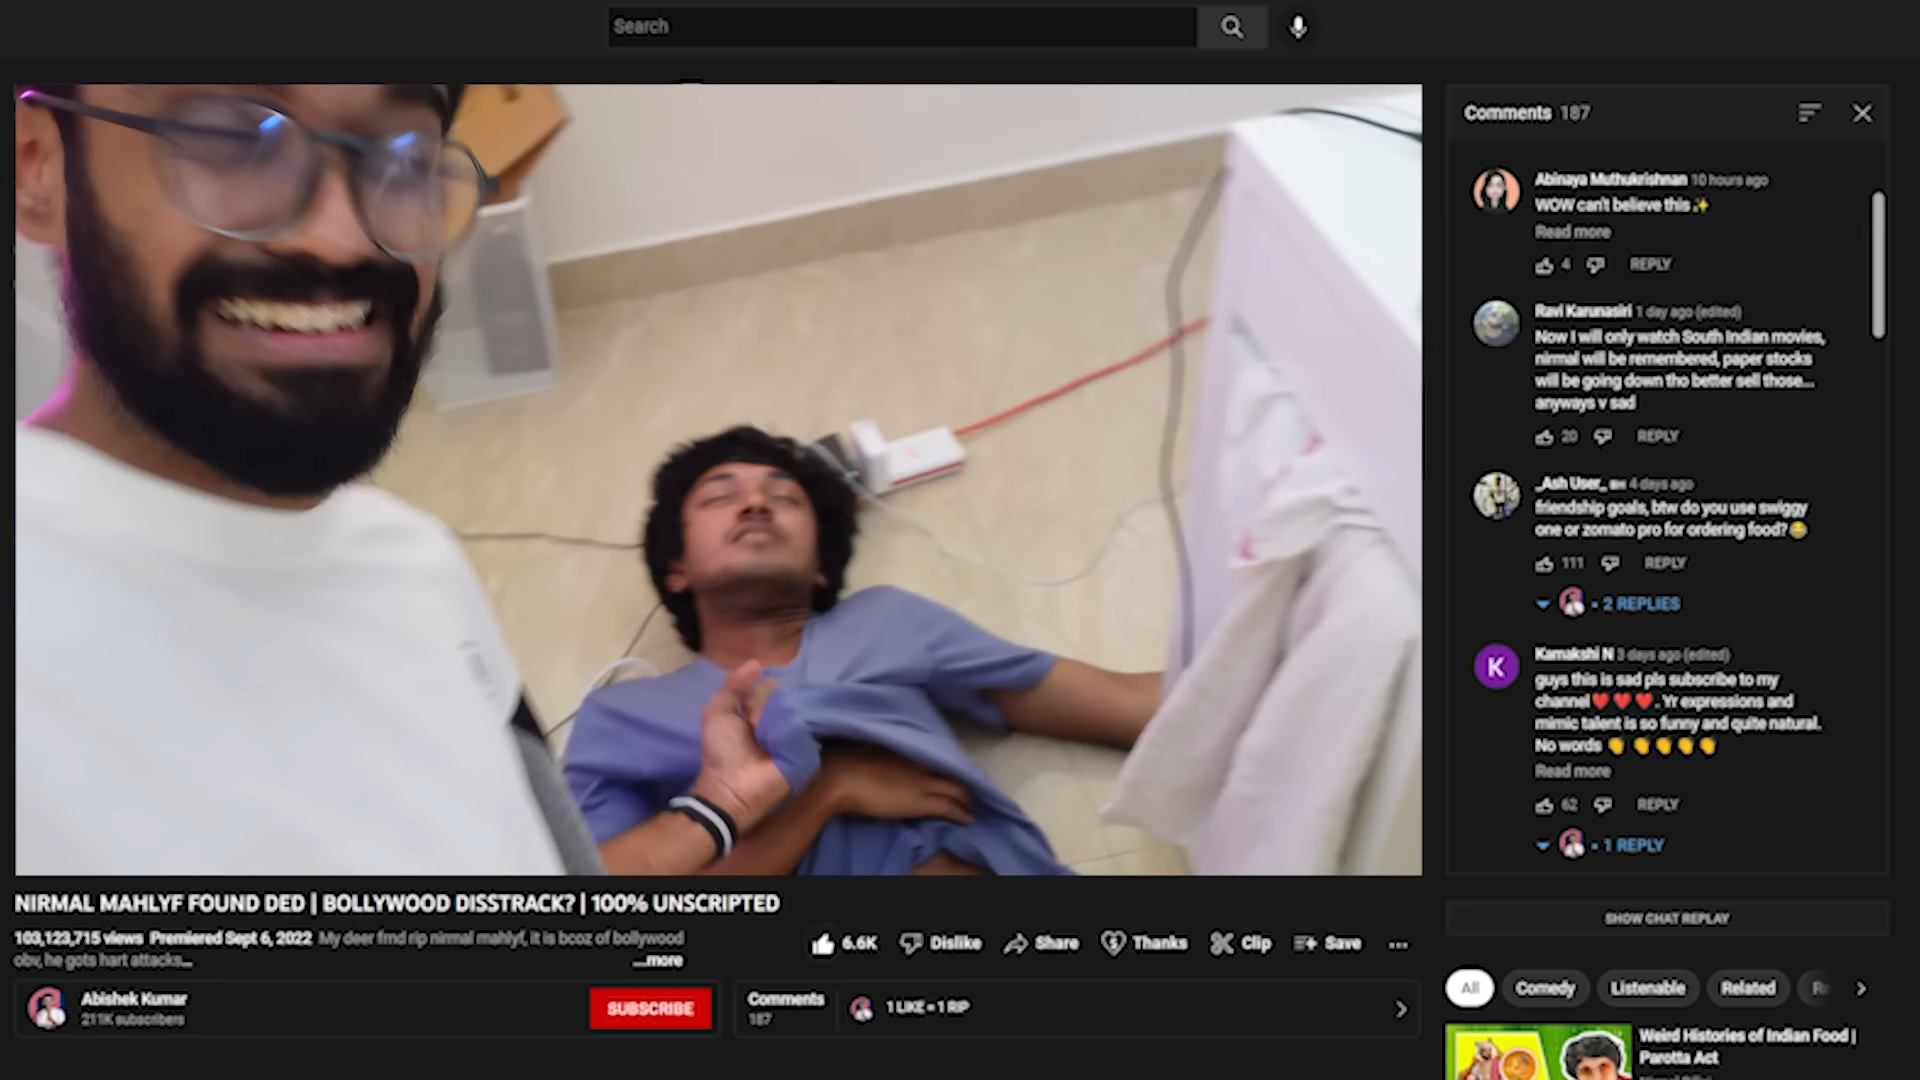 Search
NIRMAL MAHLYF FOUND DED | BOLLYWOOD DISSTRACK? | 100% UNSCRIPTED
103,123,715 views Premiered Sept 6, 2022 My deer frnd rip nirmal mahlyf, it is bcoz of bollywood
obv, he gots hart attacks...
...more
6.6K Dislike Share Thanks Clip Save
Abishek Kumar
211K subscribers
SUBSCRIBE
Comments
187
1 LIKE = 1 RIP
Comments 187
Abinaya Muthukrishnan 10 hours ago
WOW can't believe this✨
Read more
4 REPLY
Ravi Karunasiri 1 day ago (edited)
Now I will only watch South Indian movies,
nirmal will be remembered, paper stocks
will be going down tho better sell those...
anyways v sad
20 REPLY
_Ash User_ 4 days ago
friendship goals, btw do you use swiggy
one or zomato pro for ordering food?😂
111 REPLY
• 2 REPLIES
K
Kamakshi N 3 days ago (edited)
guys this is sad pls subscribe to my
channel❤️❤️❤️. Yr expressions and
mimic talent is so funny and quite natural.
No words 👏 👏👏👏👏
Read more
62 REPLY
• 1 REPLY
SHOW CHAT REPLAY
All Comedy Listenable Related
Weird Histories of Indian Food |
Parotta Act